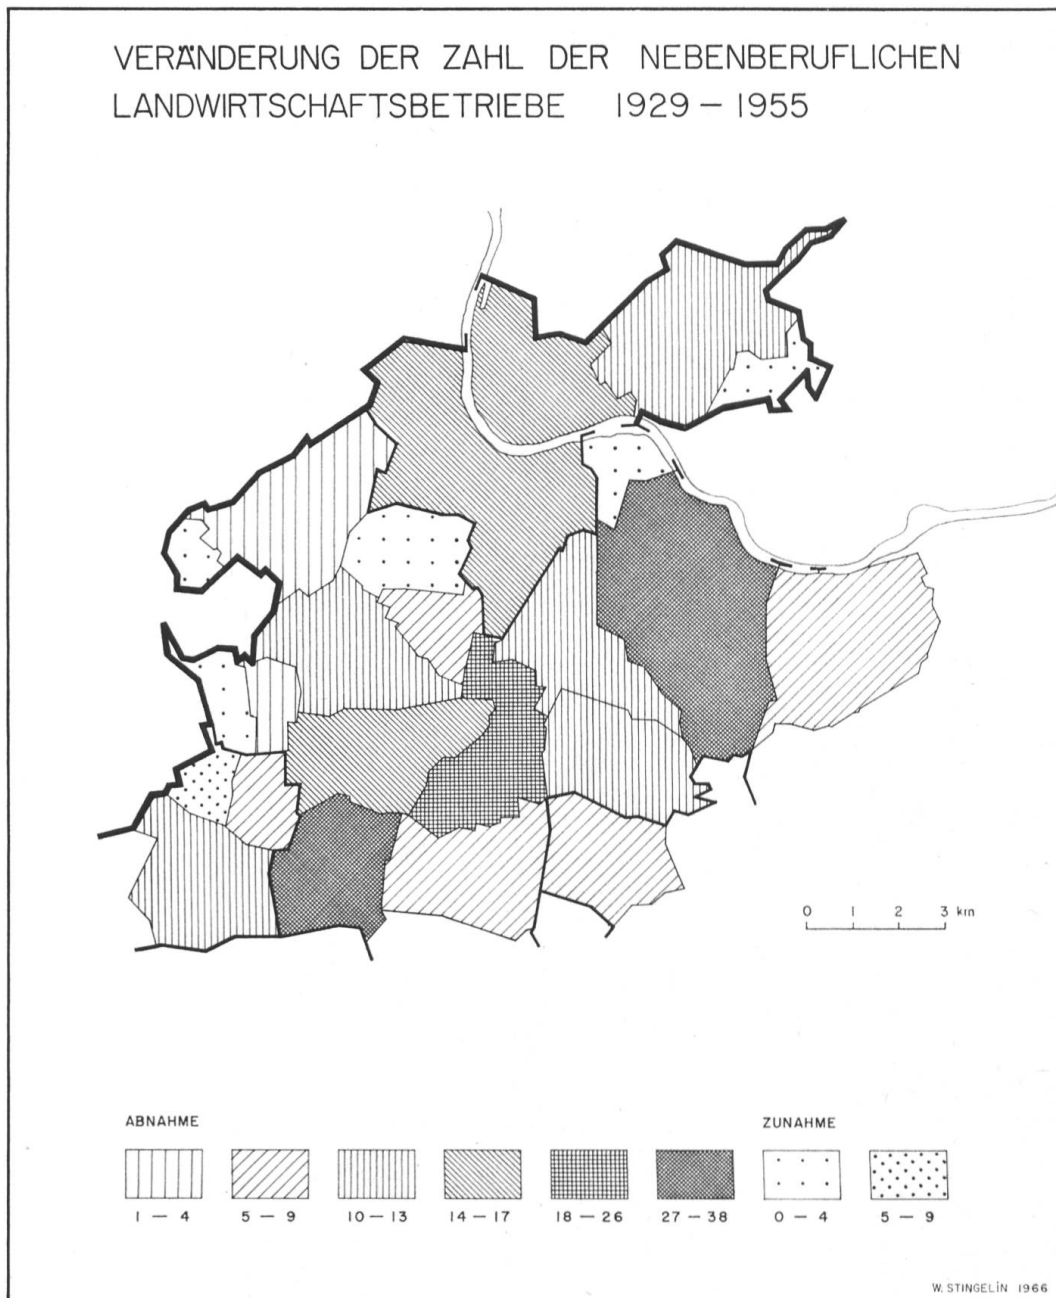 VERÄNDERUNG DER ZAHL DER NEBENBERUFLICHEN
LANDWIRTSCHAFTSBETRIEBE 1929 – 1955
0 1 2 3 km
ABNAHME ZUNAHME
1 – 4 5 – 9 10 – 13 14 – 17 18 – 26 27 – 38 0 – 4 5 – 9
W. STINGELIN 1966